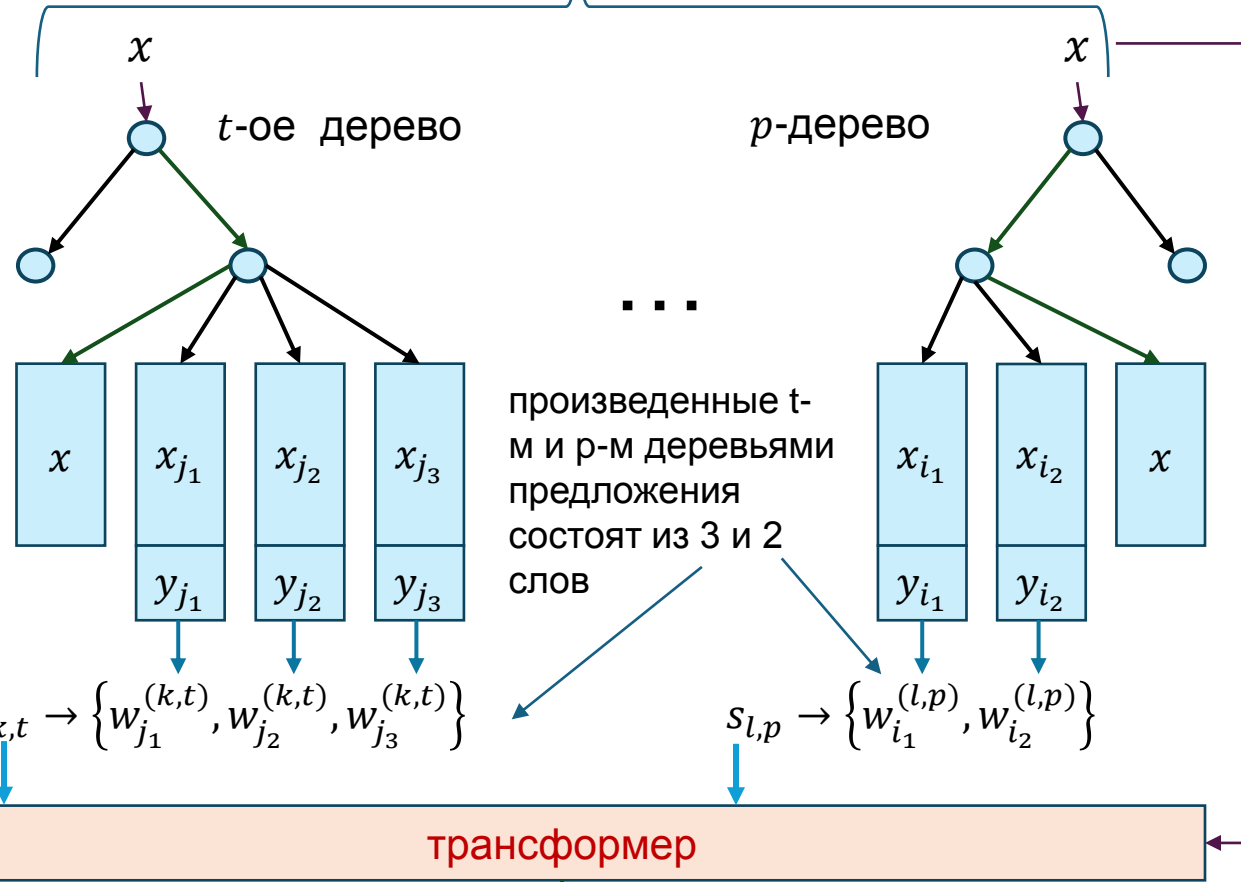 x
x
t-ое дерево
p-дерево
. . .
x
x_{j_1}
x_{j_2}
x_{j_3}
y_{j_1}
y_{j_2}
y_{j_3}
произведенные t-
м и p-м деревьями
предложения
состоят из 3 и 2
слов
x_{i_1}
x_{i_2}
x
y_{i_1}
y_{i_2}
_{k,t} → {w_{j_1}^{(k,t)}, w_{j_2}^{(k,t)}, w_{j_3}^{(k,t)}}
s_{l,p} → {w_{i_1}^{(l,p)}, w_{i_2}^{(l,p)}}
трансформер